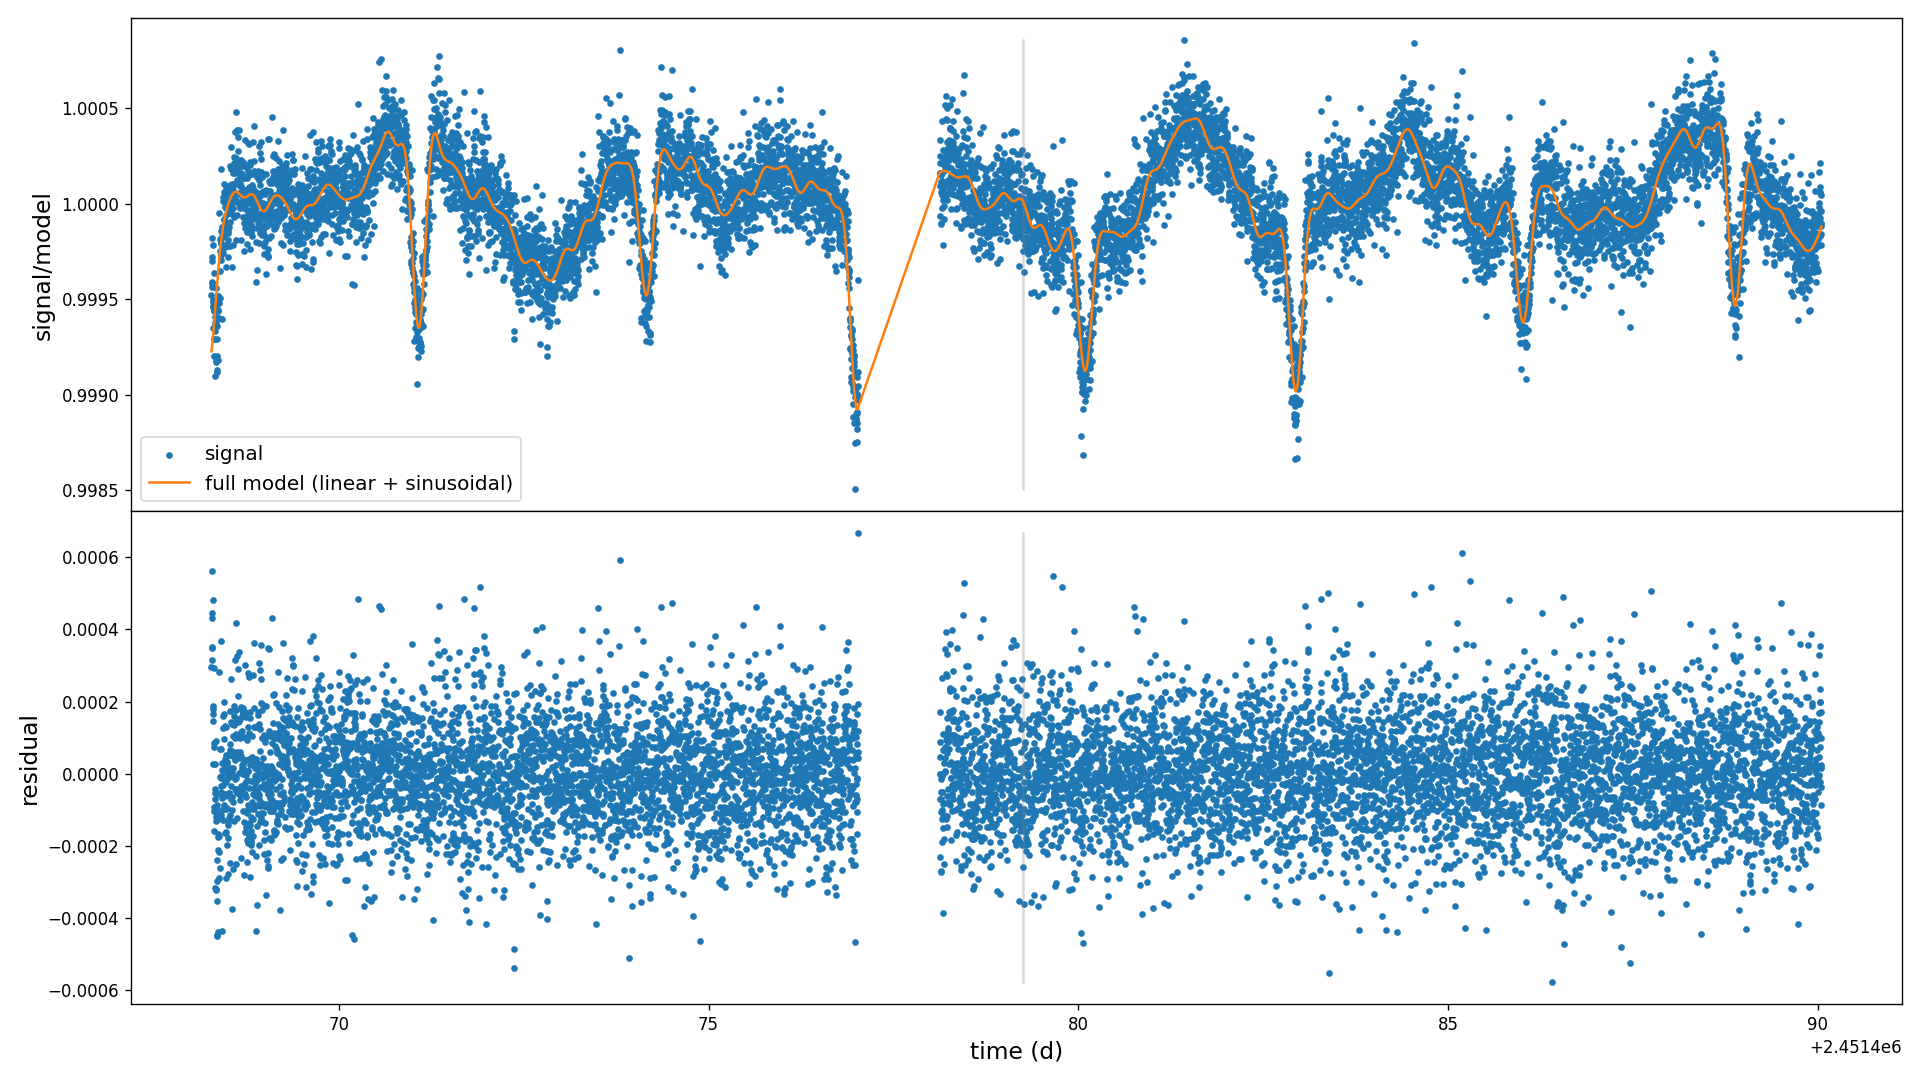 1.0005
1.0000
0.9995
0.9990
0.9985
signal/model
signal
full model (linear + sinusoidal)
0.0006
0.0004
0.0002
0.0000
−0.0002
−0.0004
−0.0006
residual
70
75
80
85
90
time (d)
+2.4514e6